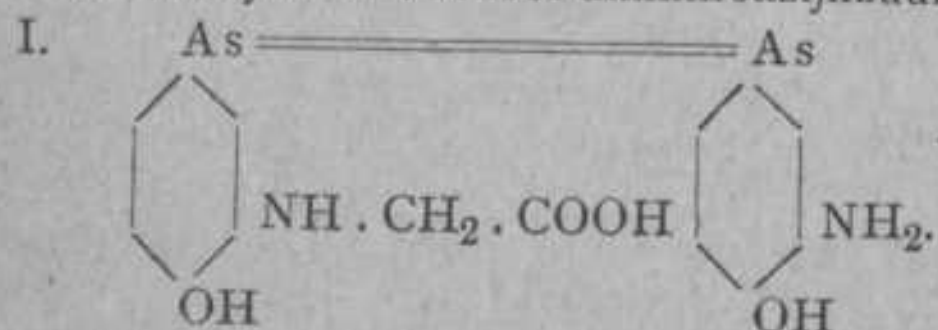 I. As As
NH . CH₂ . COOH NH₂.
OH OH